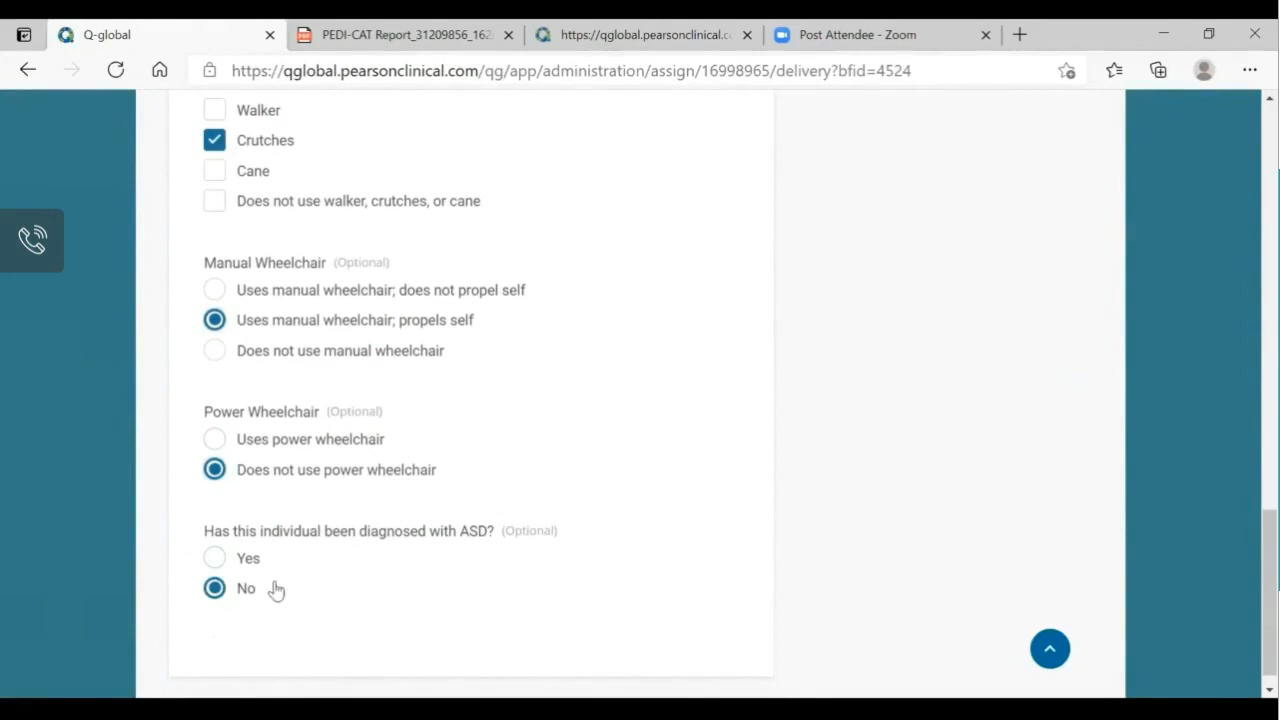 Q-global
PEDI-CAT Report_31209856_162
https://qglobal.pearsonclinical.c
Post Attendee - Zoom
https://qglobal.pearsonclinical.com/qg/app/administration/assign/16998965/delivery?bfid=4524
Walker
Crutches
Cane
Does not use walker, crutches, or cane
Manual Wheelchair (Optional)
Uses manual wheelchair; does not propel self
Uses manual wheelchair; propels self
Does not use manual wheelchair
Power Wheelchair (Optional)
Uses power wheelchair
Does not use power wheelchair
Has this individual been diagnosed with ASD? (Optional)
Yes
No